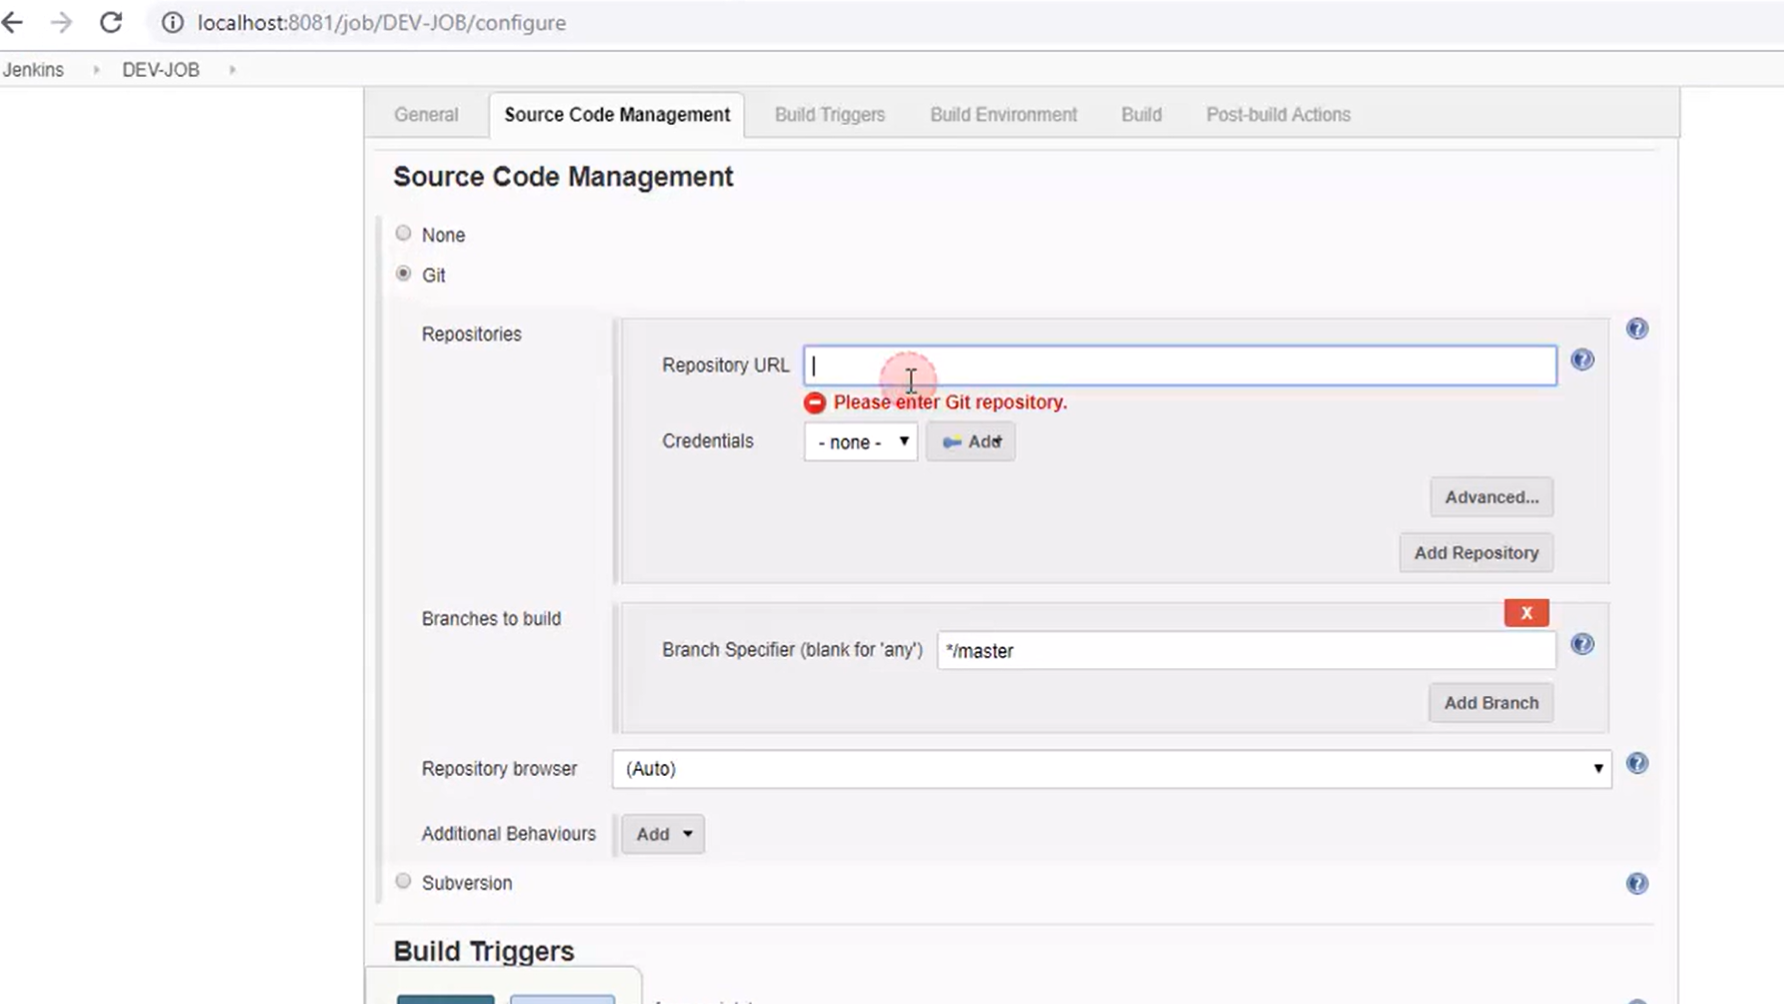 localhost:8081/job/DEV-JOB/configure
Jenkins DEV-JOB
General Source Code Management Build Triggers Build Environment Build Post-build Actions
Source Code Management
None
Git
Repositories
Repository URL
Please enter Git repository.
Credentials - none - Add
Advanced...
Add Repository
Branches to build
X
Branch Specifier (blank for 'any') */master
Add Branch
Repository browser (Auto)
Additional Behaviours Add
Subversion
Build Triggers